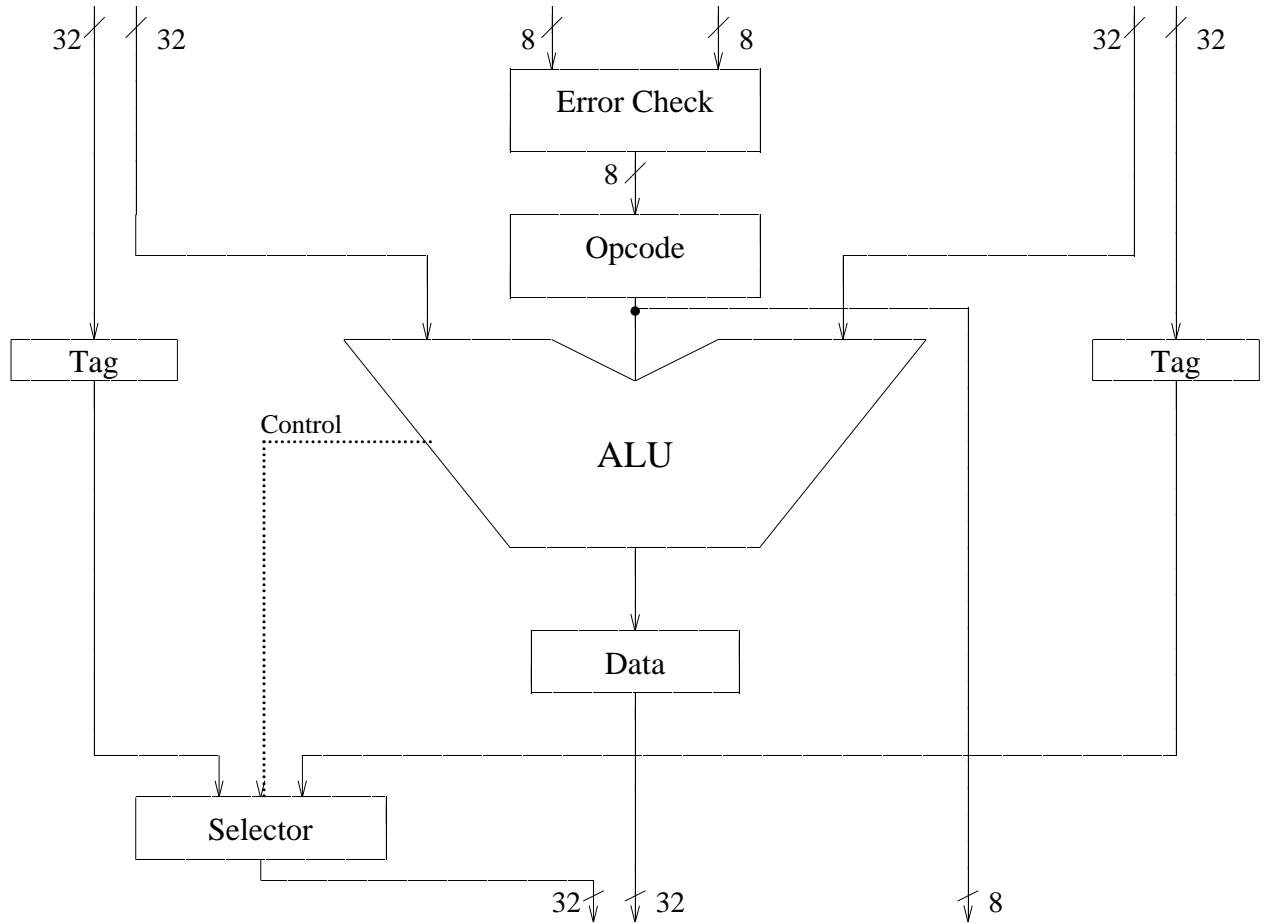 32 32 8 8 32 32
Error Check
8
Opcode
Tag Tag
Control
ALU
Data
Selector
32 32 8